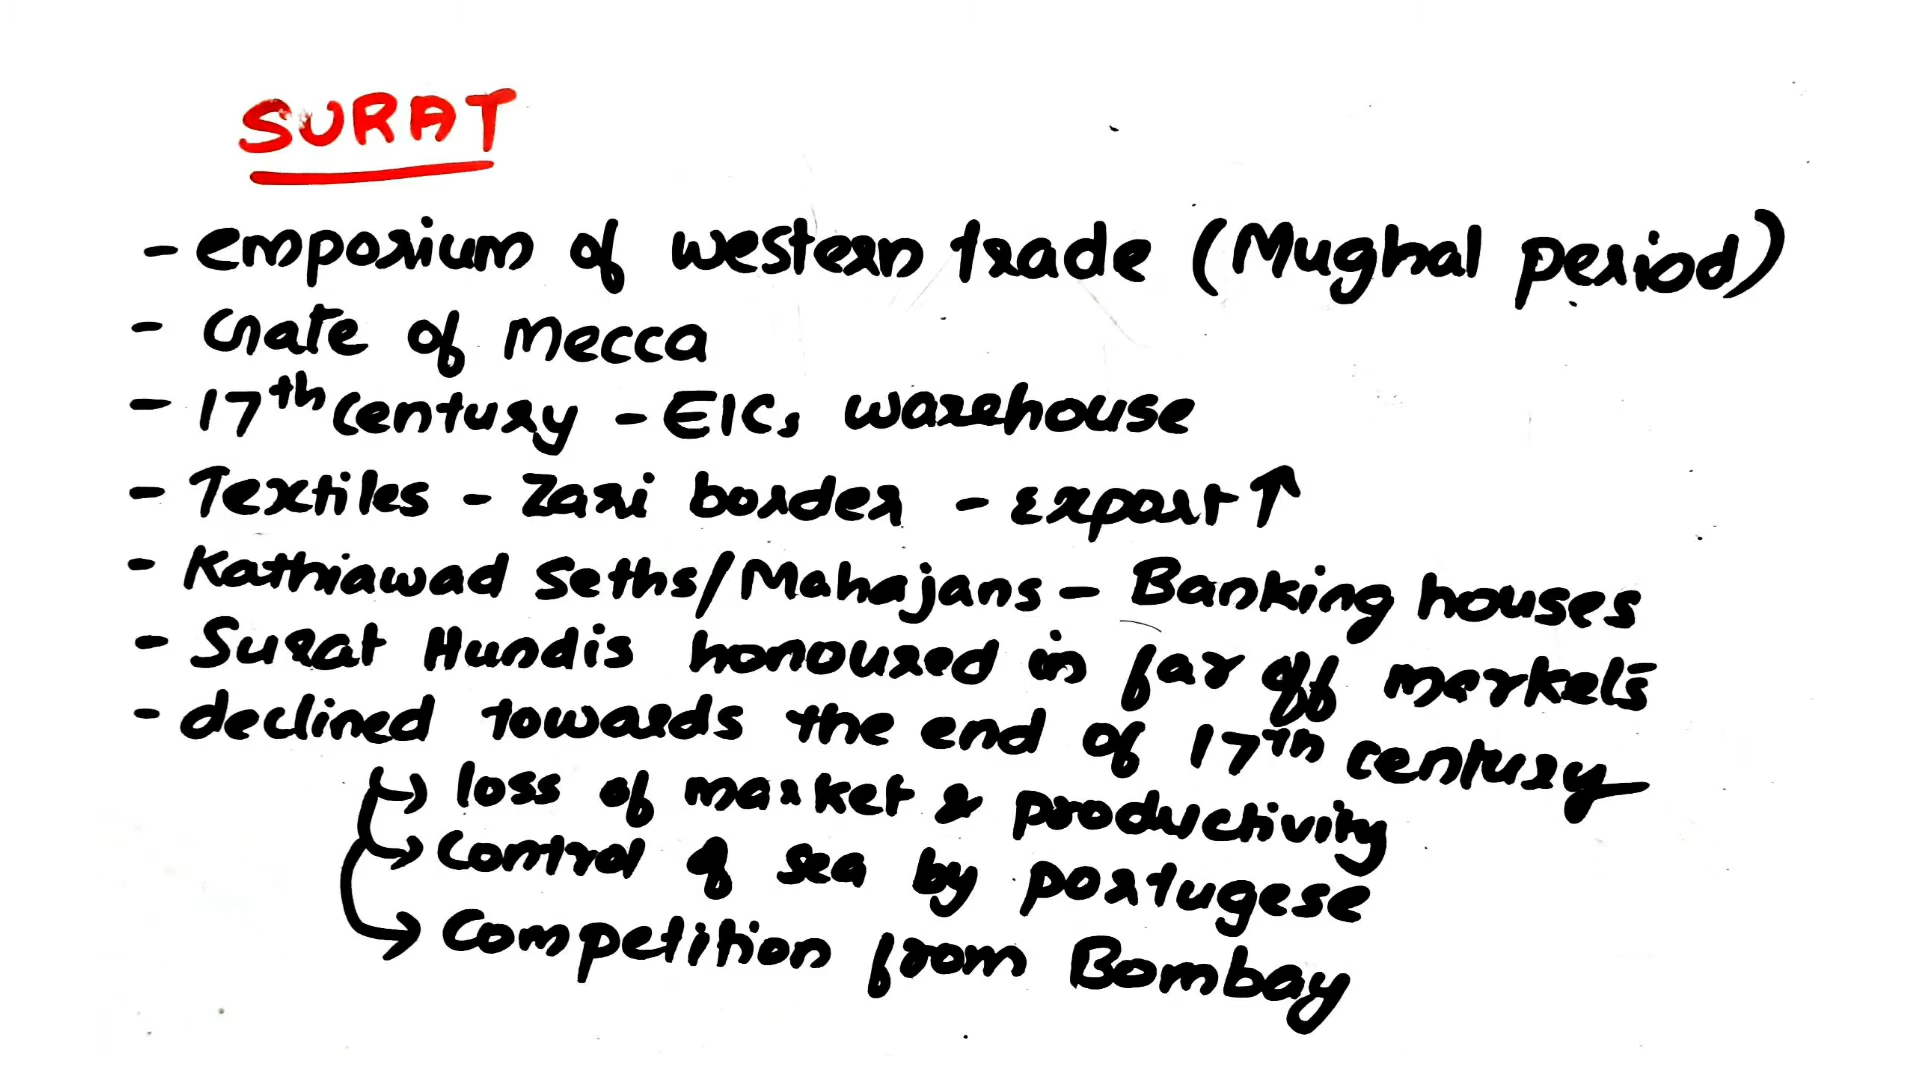 SURAT
- emporium of western trade (Mughal period)
- Gate of Mecca
- 17th century - EIC, warehouse
- Textiles - Zari border - export ↑
- Kathiawad Seths/Mahajans - Banking houses
- Surat Hundis honoured in far off markets
- declined towards the end of 17th century
↳ loss of market & productivity
↳ Control of sea by portugese
↳ Competition from Bombay